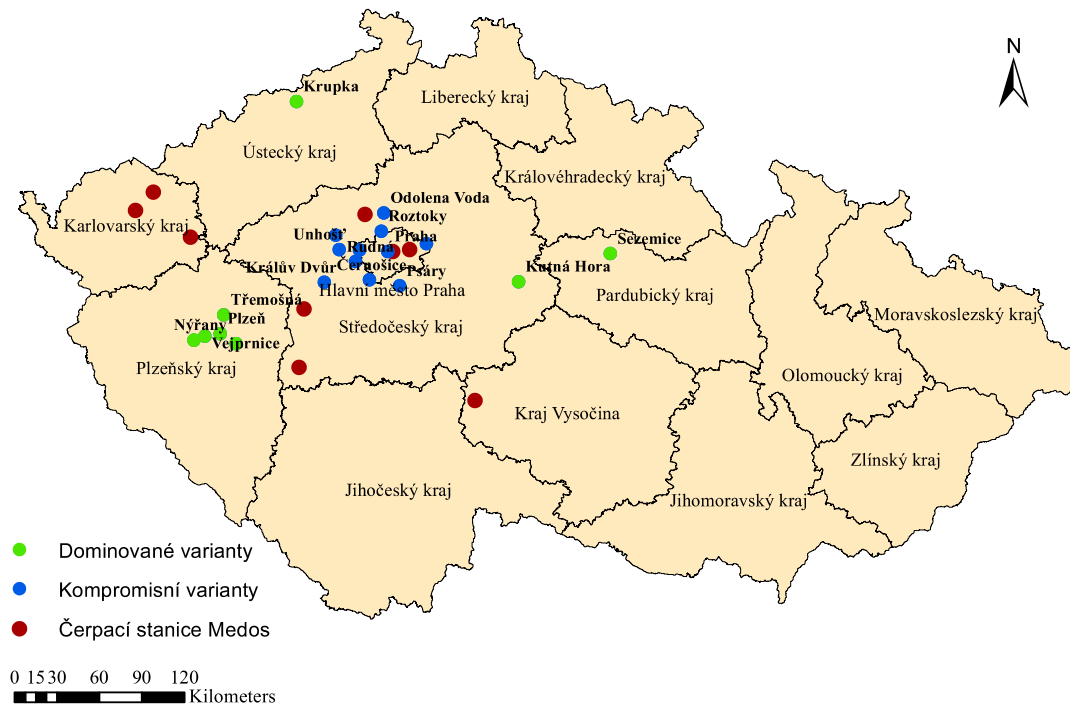 N
Krupka
Liberecký kraj
Ústecký kraj
Královéhradecký kraj
Odolena Voda
Roztoky
Karlovarský kraj
Unhošť
Praha
Sezemice
Rudná
Králův Dvůr
Černošice
Psáry
Kutná Hora
Hlavní město Praha
Pardubický kraj
Třemošná
Moravskoslezský kraj
Nýřany
Plzeň
Středočeský kraj
Vejprnice
Plzeňský kraj
Olomoucký kraj
Kraj Vysočina
Zlínský kraj
Jihočeský kraj
Jihomoravský kraj
Dominované varianty
Kompromisní varianty
Čerpací stanice Medos
0 15 30 60 90 120
Kilometers